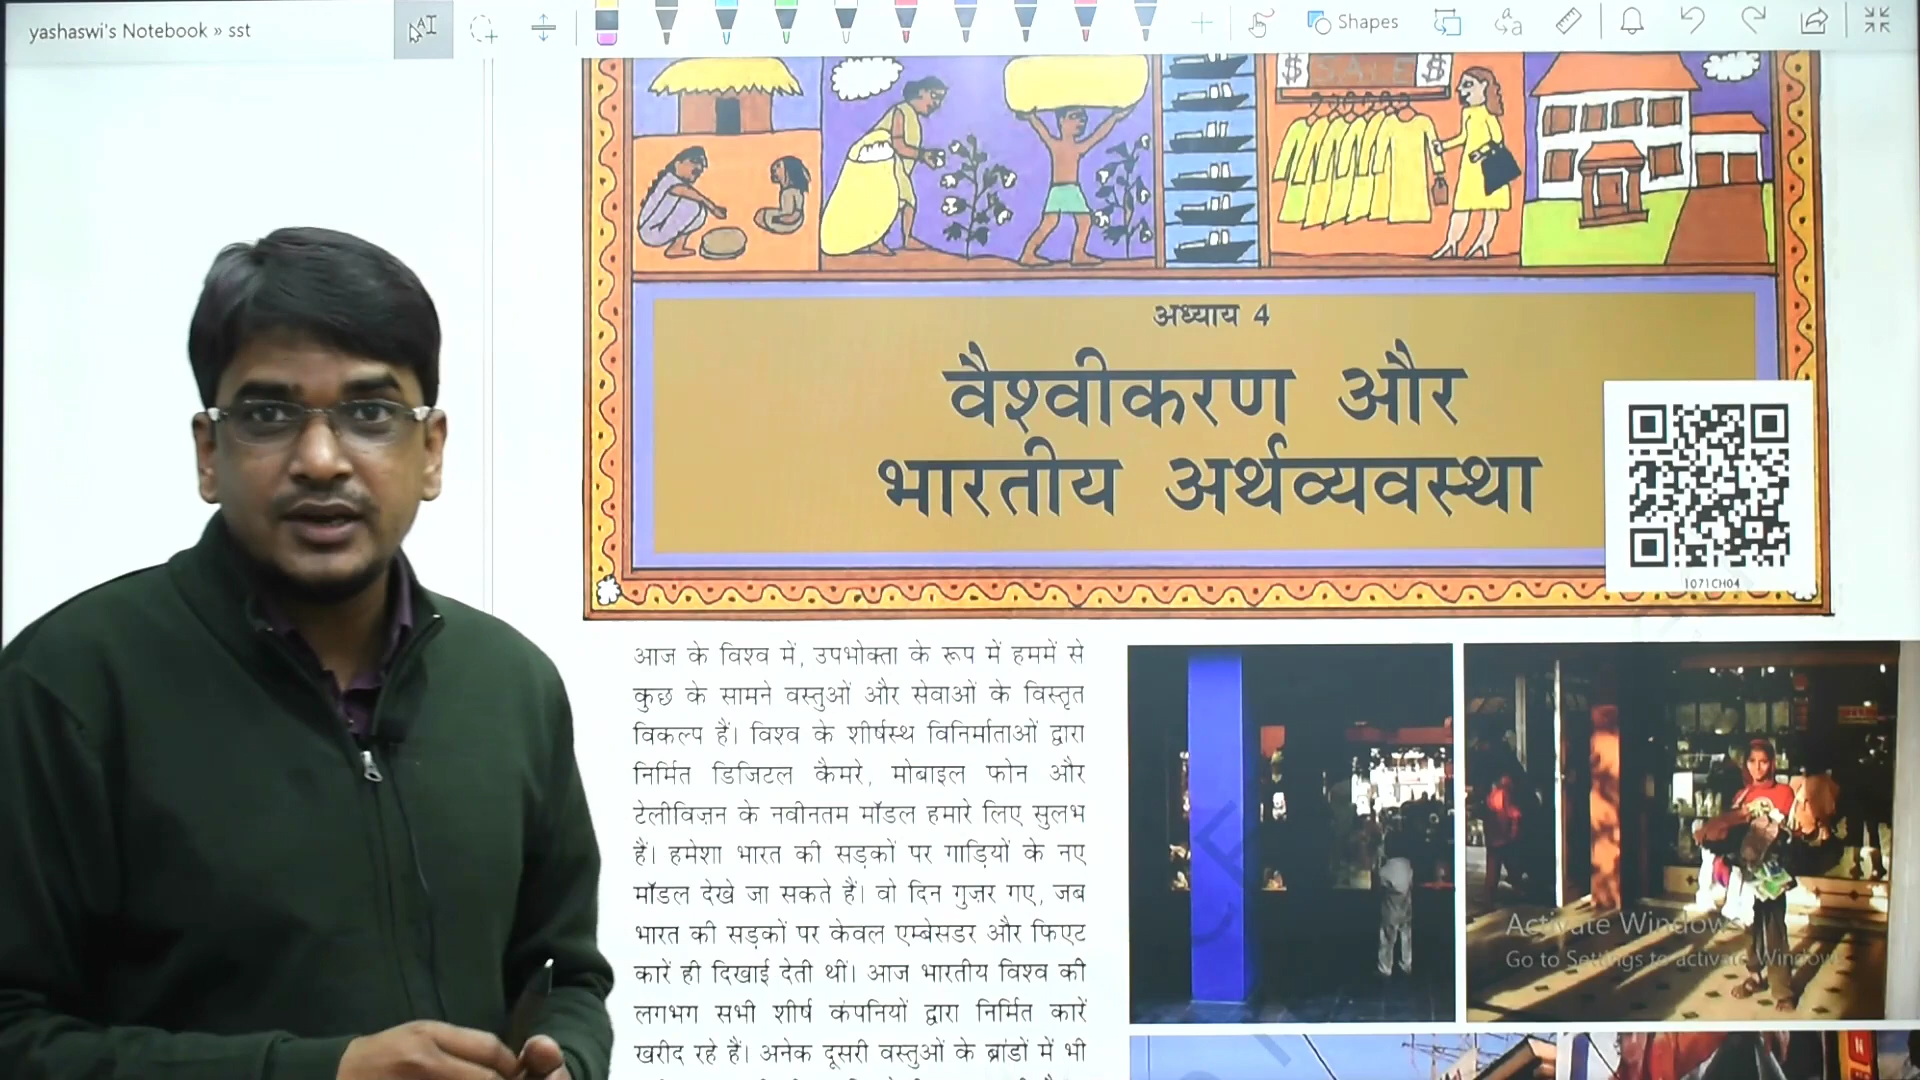 yashaswi's Notebook » sst
Shapes
$ SALE $
अध्याय 4
वैश्वीकरण और
भारतीय अर्थव्यवस्था
1071CH04
आज के विश्व में, उपभोक्ता के रूप में हममें से
कुछ के सामने वस्तुओं और सेवाओं के विस्तृत
विकल्प हैं। विश्व के शीर्षस्थ विनिर्माताओं द्वारा
निर्मित डिजिटल कैमरे, मोबाइल फोन और
टेलीविज़न के नवीनतम मॉडल हमारे लिए सुलभ
हैं। हमेशा भारत की सड़कों पर गाड़ियों के नए
मॉडल देखे जा सकते हैं। वो दिन गुज़र गए, जब
भारत की सड़कों पर केवल एम्बेसडर और फिएट
कारें ही दिखाई देती थीं। आज भारतीय विश्व की
लगभग सभी शीर्ष कंपनियों द्वारा निर्मित कारें
खरीद रहे हैं। अनेक दूसरी वस्तुओं के ब्रांडों में भी
Activate Windows
Go to Settings to activate Windows